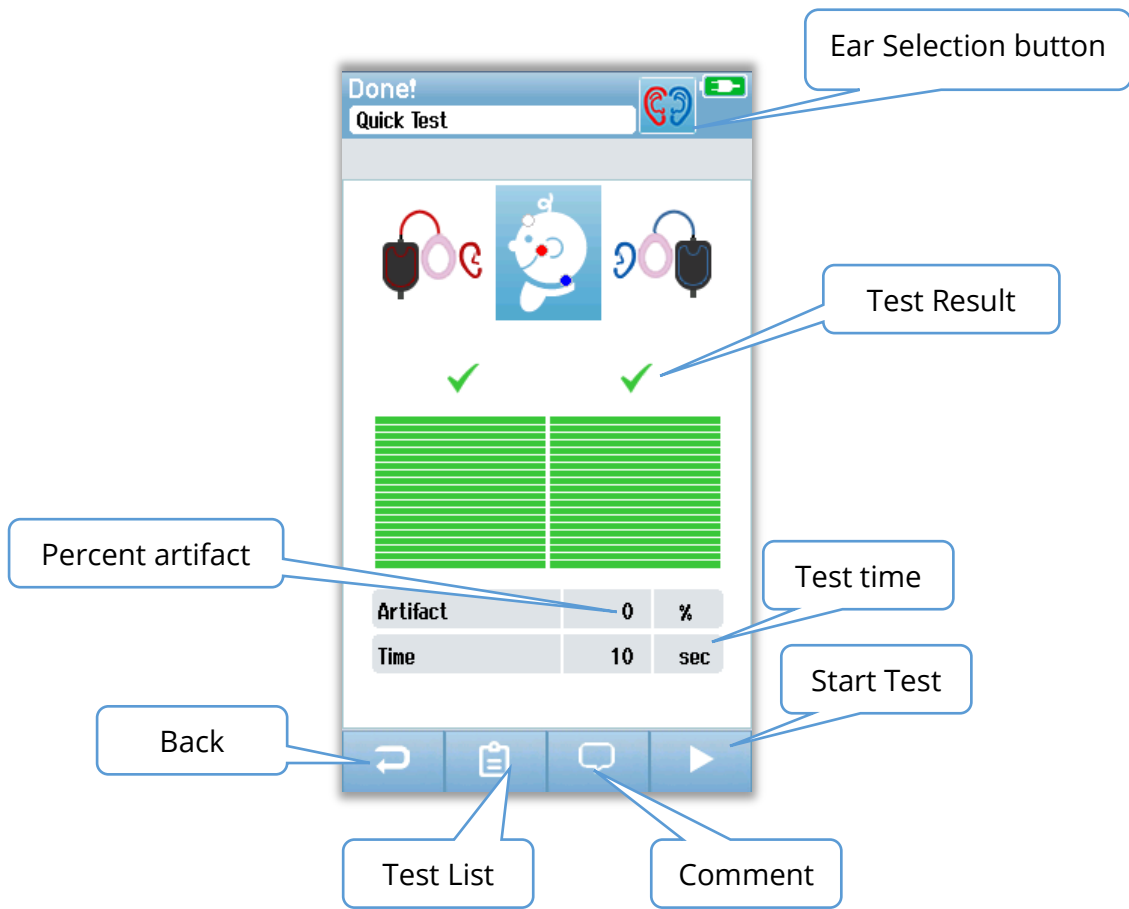 Ear Selection button
Done!
Quick Test
Test Result
Percent artifact
Test time
Artifact 0 %
Time 10 sec
Start Test
Back
Test List
Comment